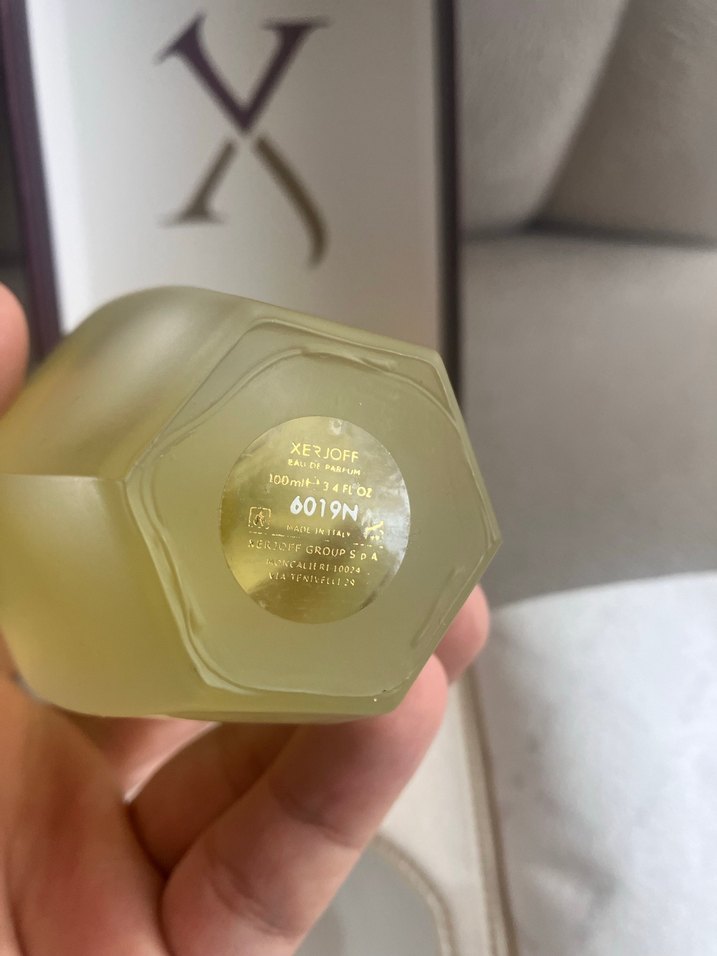 X
XERJOFF
EAU DE PARFUM
100ml 3.4 FL OZ
6019N
MADE IN ITALY
XERJOFF GROUP S p A
MONCALIERI 10024
VIA TENIVELLI 29